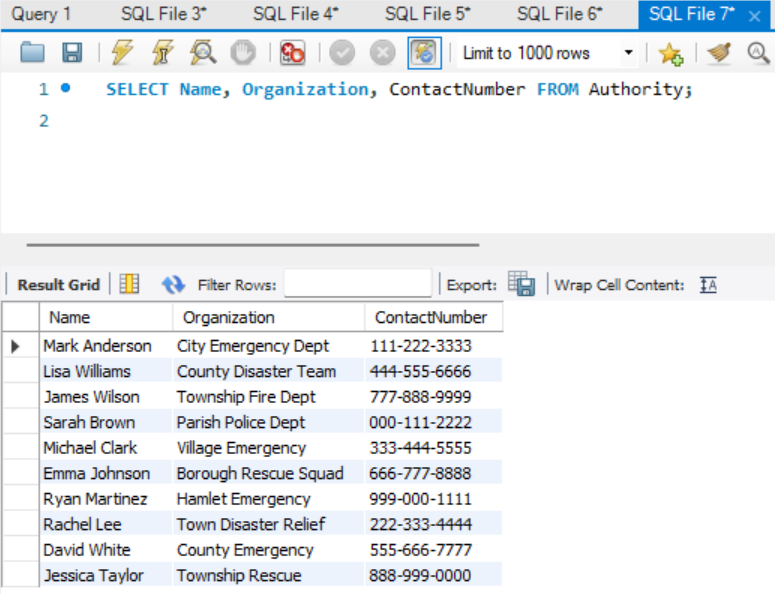 Query 1 SQL File 3* SQL File 4* SQL File 5* SQL File 6* SQL File 7*
Limit to 1000 rows
1 SELECT Name, Organization, ContactNumber FROM Authority;
2
Result Grid Filter Rows: Export: Wrap Cell Content:
Name Organization ContactNumber
Mark Anderson City Emergency Dept 111-222-3333
Lisa Williams County Disaster Team 444-555-6666
James Wilson Township Fire Dept 777-888-9999
Sarah Brown Parish Police Dept 000-111-2222
Michael Clark Village Emergency 333-444-5555
Emma Johnson Borough Rescue Squad 666-777-8888
Ryan Martinez Hamlet Emergency 999-000-1111
Rachel Lee Town Disaster Relief 222-333-4444
David White County Emergency 555-666-7777
Jessica Taylor Township Rescue 888-999-0000